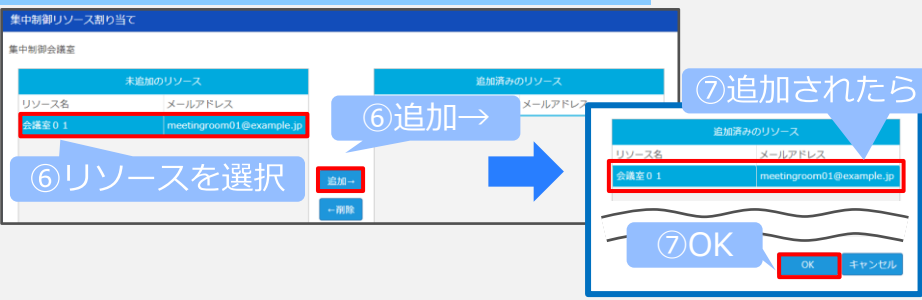 集中制御リソース割り当て
集中制御会議室
未追加のリソース
リソース名 メールアドレス
会議室０１ meetingroom01@example.jp
⑥リソースを選択
⑥追加→
追加→
←削除
追加済みのリソース
メールアドレス
⑦追加されたら
追加済みのリソース
リソース名 メールアドレス
会議室０１ meetingroom01@example.jp
⑦OK
OK キャンセル